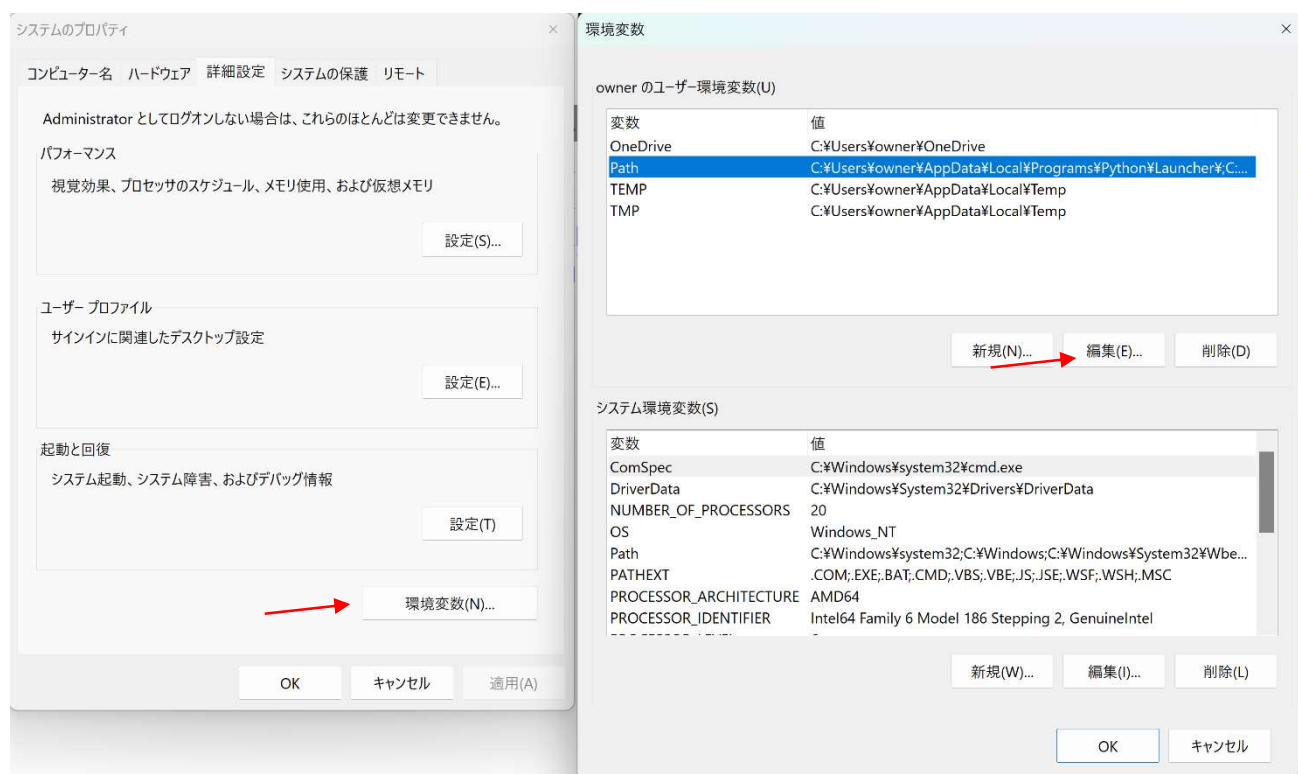 システムのプロパティ
コンピューター名 ハードウェア 詳細設定 システムの保護 リモート
Administrator としてログオンしない場合は、これらのほとんどは変更できません。
パフォーマンス
視覚効果、プロセッサのスケジュール、メモリ使用、および仮想メモリ
設定(S)...
ユーザー プロファイル
サインインに関連したデスクトップ設定
設定(E)...
起動と回復
システム起動、システム障害、およびデバッグ情報
設定(T)
環境変数(N)...
OK キャンセル 適用(A)
環境変数
owner のユーザー環境変数(U)
変数 値
OneDrive C:¥Users¥owner¥OneDrive
Path C:¥Users¥owner¥AppData¥Local¥Programs¥Python¥Launcher¥;C:...
TEMP C:¥Users¥owner¥AppData¥Local¥Temp
TMP C:¥Users¥owner¥AppData¥Local¥Temp
新規(N)... 編集(E)... 削除(D)
システム環境変数(S)
変数 値
ComSpec C:¥Windows¥system32¥cmd.exe
DriverData C:¥Windows¥System32¥Drivers¥DriverData
NUMBER_OF_PROCESSORS 20
OS Windows_NT
Path C:¥Windows¥system32;C:¥Windows;C:¥Windows¥System32¥Wbe...
PATHEXT .COM;.EXE;.BAT;.CMD;.VBS;.VBE;.JS;.JSE;.WSF;.WSH;.MSC
PROCESSOR_ARCHITECTURE AMD64
PROCESSOR_IDENTIFIER Intel64 Family 6 Model 186 Stepping 2, GenuineIntel
新規(W)... 編集(I)... 削除(L)
OK キャンセル